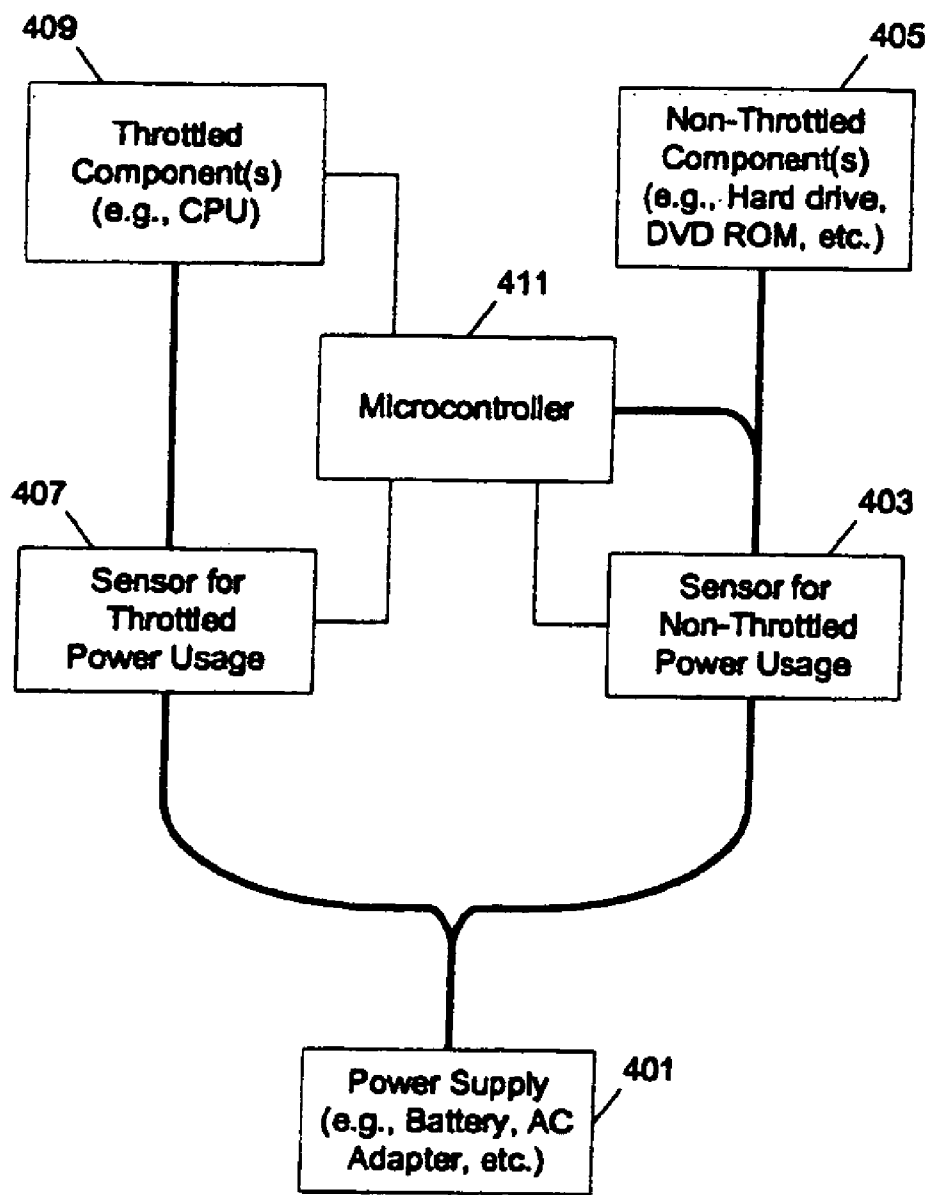 409
405
Throttled
Component(s)
(e.g., CPU)
Non-Throttled
Component(s)
(e.g., Hard drive,
DVD ROM, etc.)
411
Microcontroller
407
403
Sensor for
Throttled
Power Usage
Sensor for
Non-Throttled
Power Usage
Power Supply
(e.g., Battery, AC
Adapter, etc.)
401